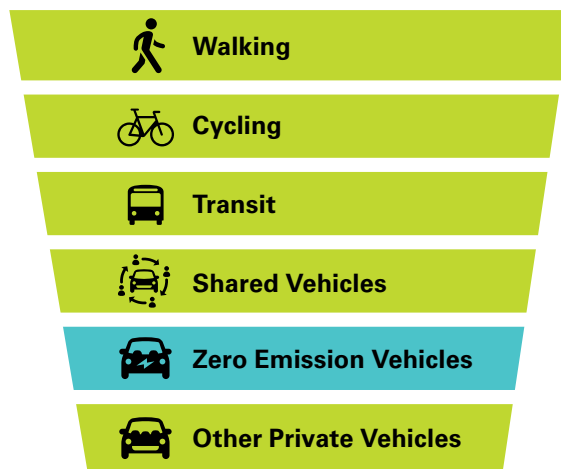 Walking
Cycling
Transit
Shared Vehicles
Zero Emission Vehicles
Other Private Vehicles